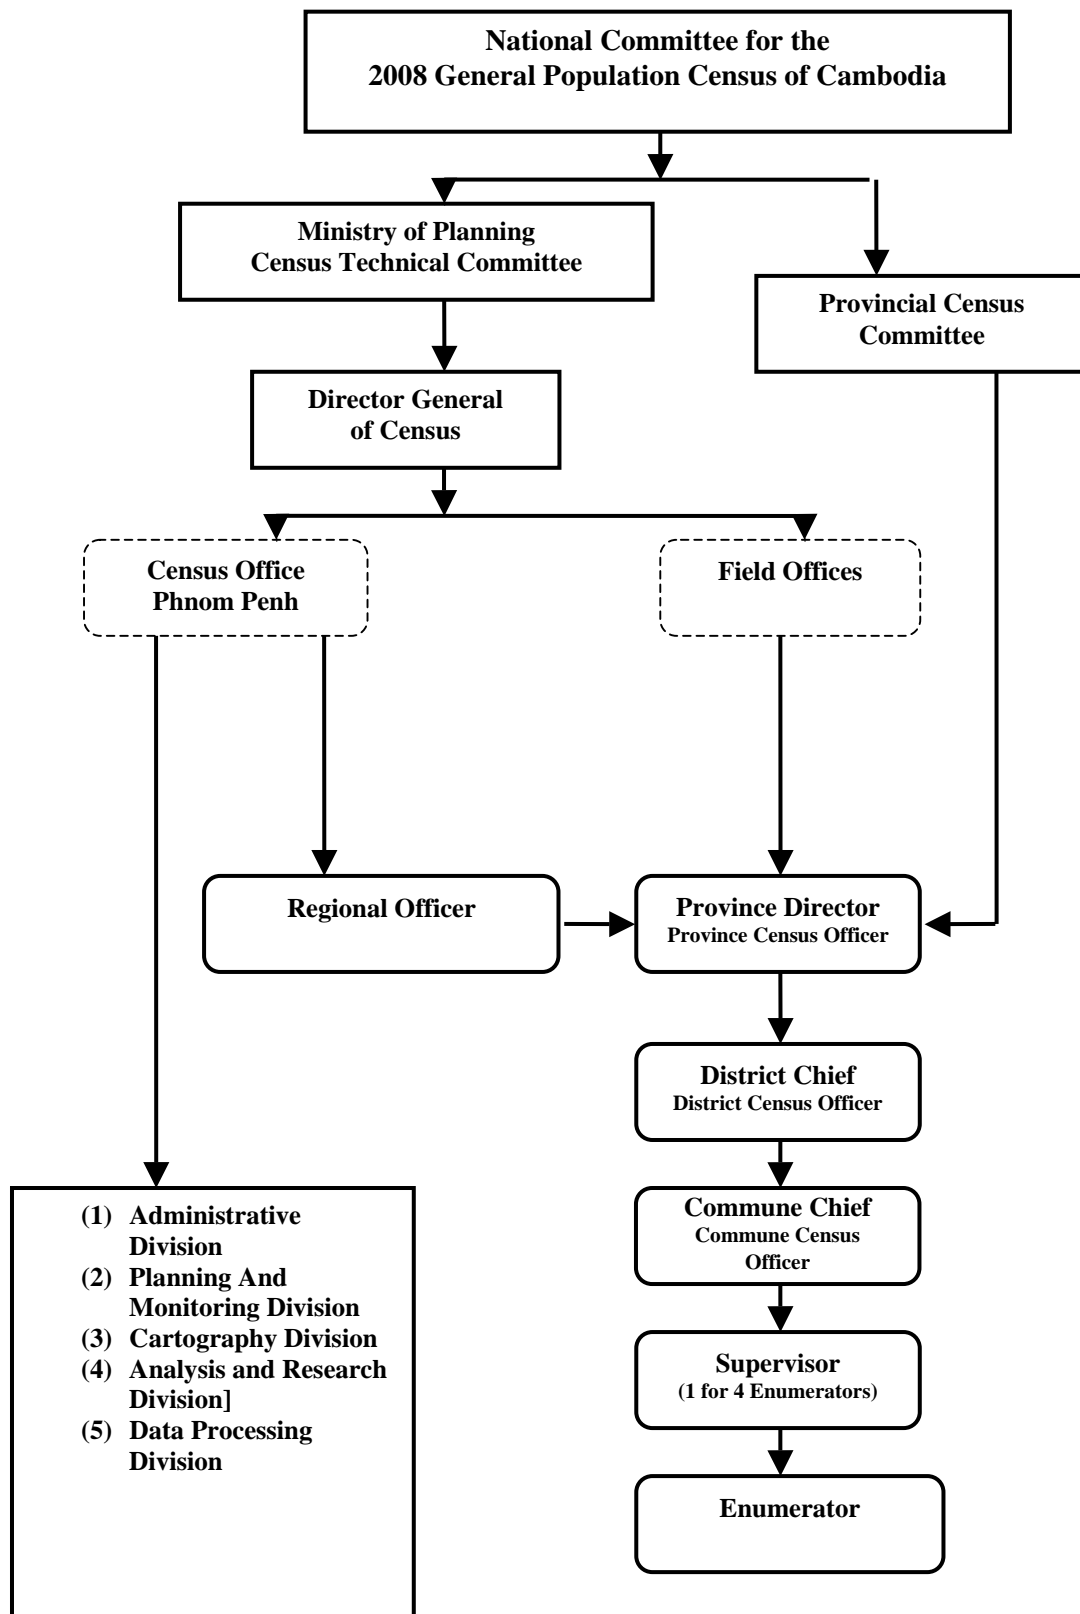 National Committee for the
2008 General Population Census of Cambodia
Ministry of Planning
Census Technical Committee
Provincial Census
Committee
Director General
of Census
Census Office
Phnom Penh
Field Offices
Regional Officer
Province Director
Province Census Officer
District Chief
District Census Officer
Commune Chief
Commune Census
Officer
(1) Administrative
Division
(2) Planning And
Monitoring Division
(3) Cartography Division
(4) Analysis and Research
Division]
(5) Data Processing
Division
Supervisor
(1 for 4 Enumerators)
Enumerator